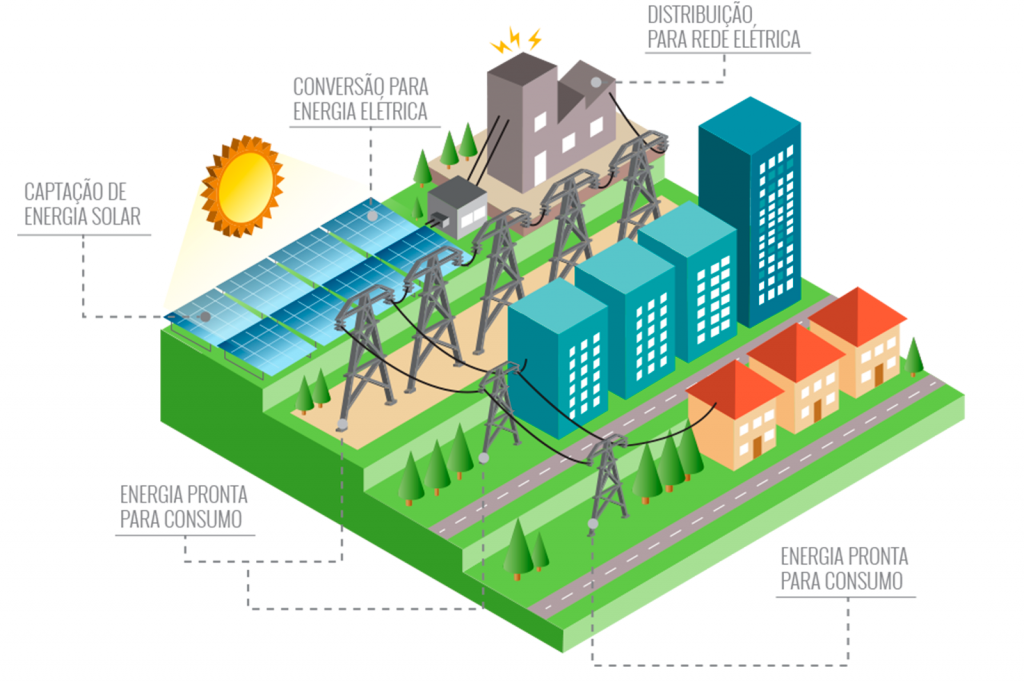 DISTRIBUIÇÃO
PARA REDE ELÉTRICA
CONVERSÃO PARA
ENERGIA ELÉTRICA
CAPTAÇÃO DE
ENERGIA SOLAR
ENERGIA PRONTA
PARA CONSUMO
ENERGIA PRONTA
PARA CONSUMO